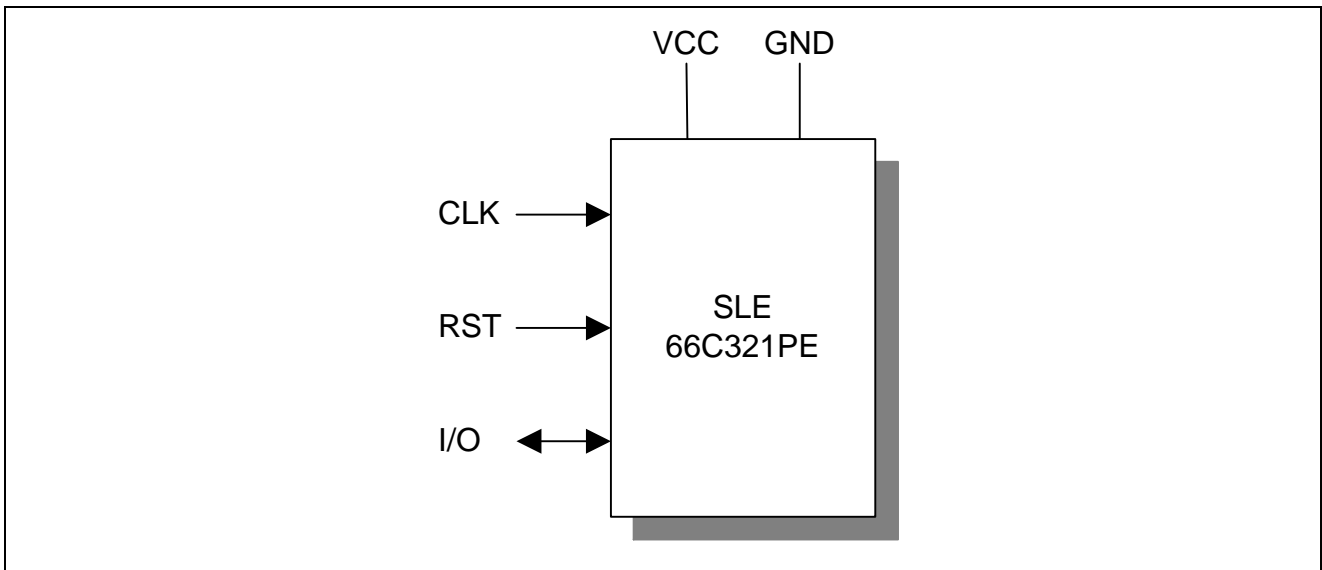 VCC GND
CLK
RST
I/O
SLE
66C321PE